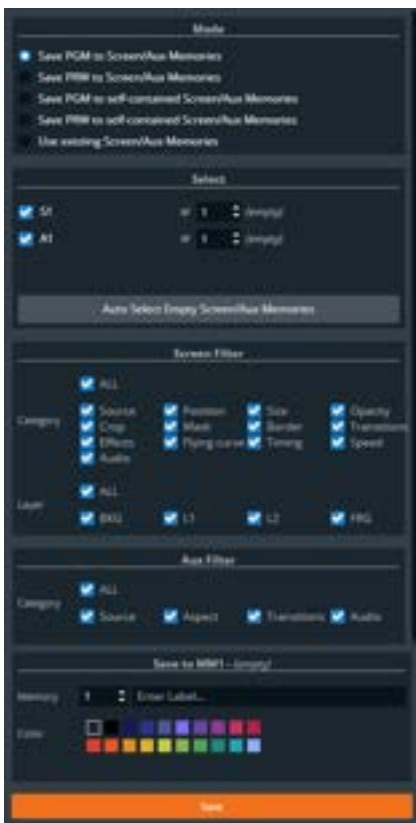 Mode
Save PGM to Screen/Aux Memories
Save PRW to Screen/Aux Memories
Save PGM to self-contained Screen/Aux Memories
Save PRW to self-contained Screen/Aux Memories
Use existing Screen/Aux Memories
Select
S1 1 (empty)
A1 1 (empty)
Auto Select Empty Screen/Aux Memories
Screen Filter
ALL
Category Source Position Size Opacity
Crop Mask Border Transitions
Effects Flying curve Timing Speed
Audio
ALL
Layer BKG L1 L2 FRG
Aux Filter
ALL
Category Source Aspect Transitions Audio
Save to MM1 - (empty)
Memory 1 Enter Label...
Color
Save